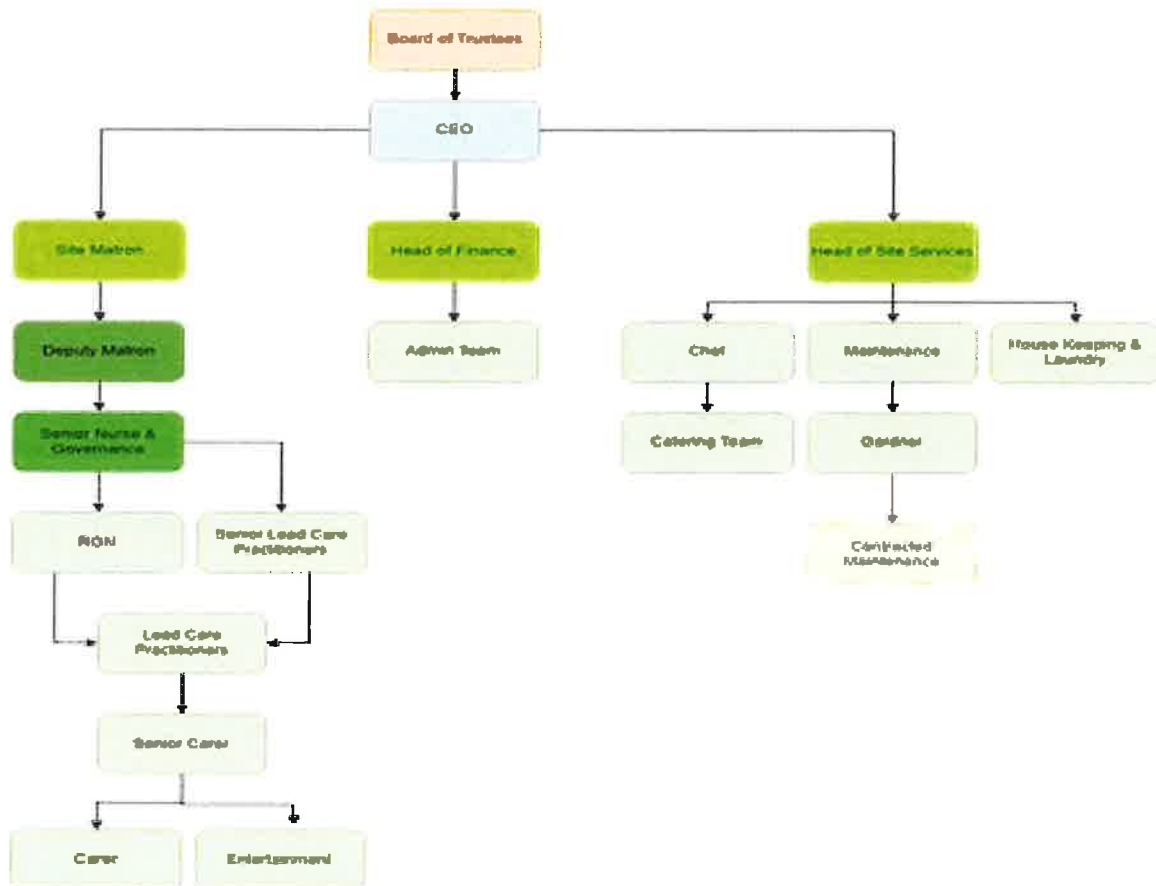 Board of Trustees
CEO
Site Matron
Head of Finance
Head of Site Services
Deputy Matron
Admin Team
Chef
Maintenance
House Keeping &
Laundry
Senior Nurse &
Governance
Catering Team
Gardner
RGN
Senior Lead Care
Practitioners
Contracted
Maintenance
Lead Care
Practitioners
Senior Carer
Carer
Entertainment